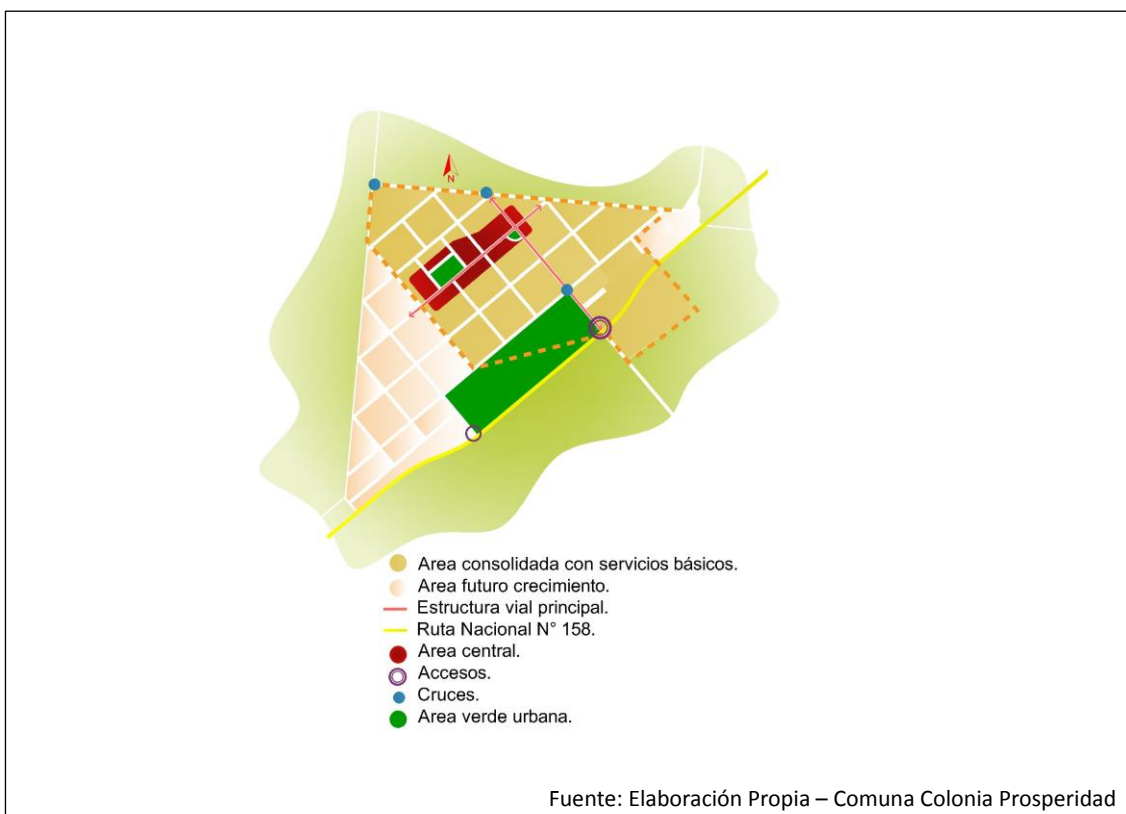 N
Area consolidada con servicios básicos.
Area futuro crecimiento.
Estructura vial principal.
Ruta Nacional N° 158.
Area central.
Accesos.
Cruces.
Area verde urbana.
Fuente: Elaboración Propia – Comuna Colonia Prosperidad